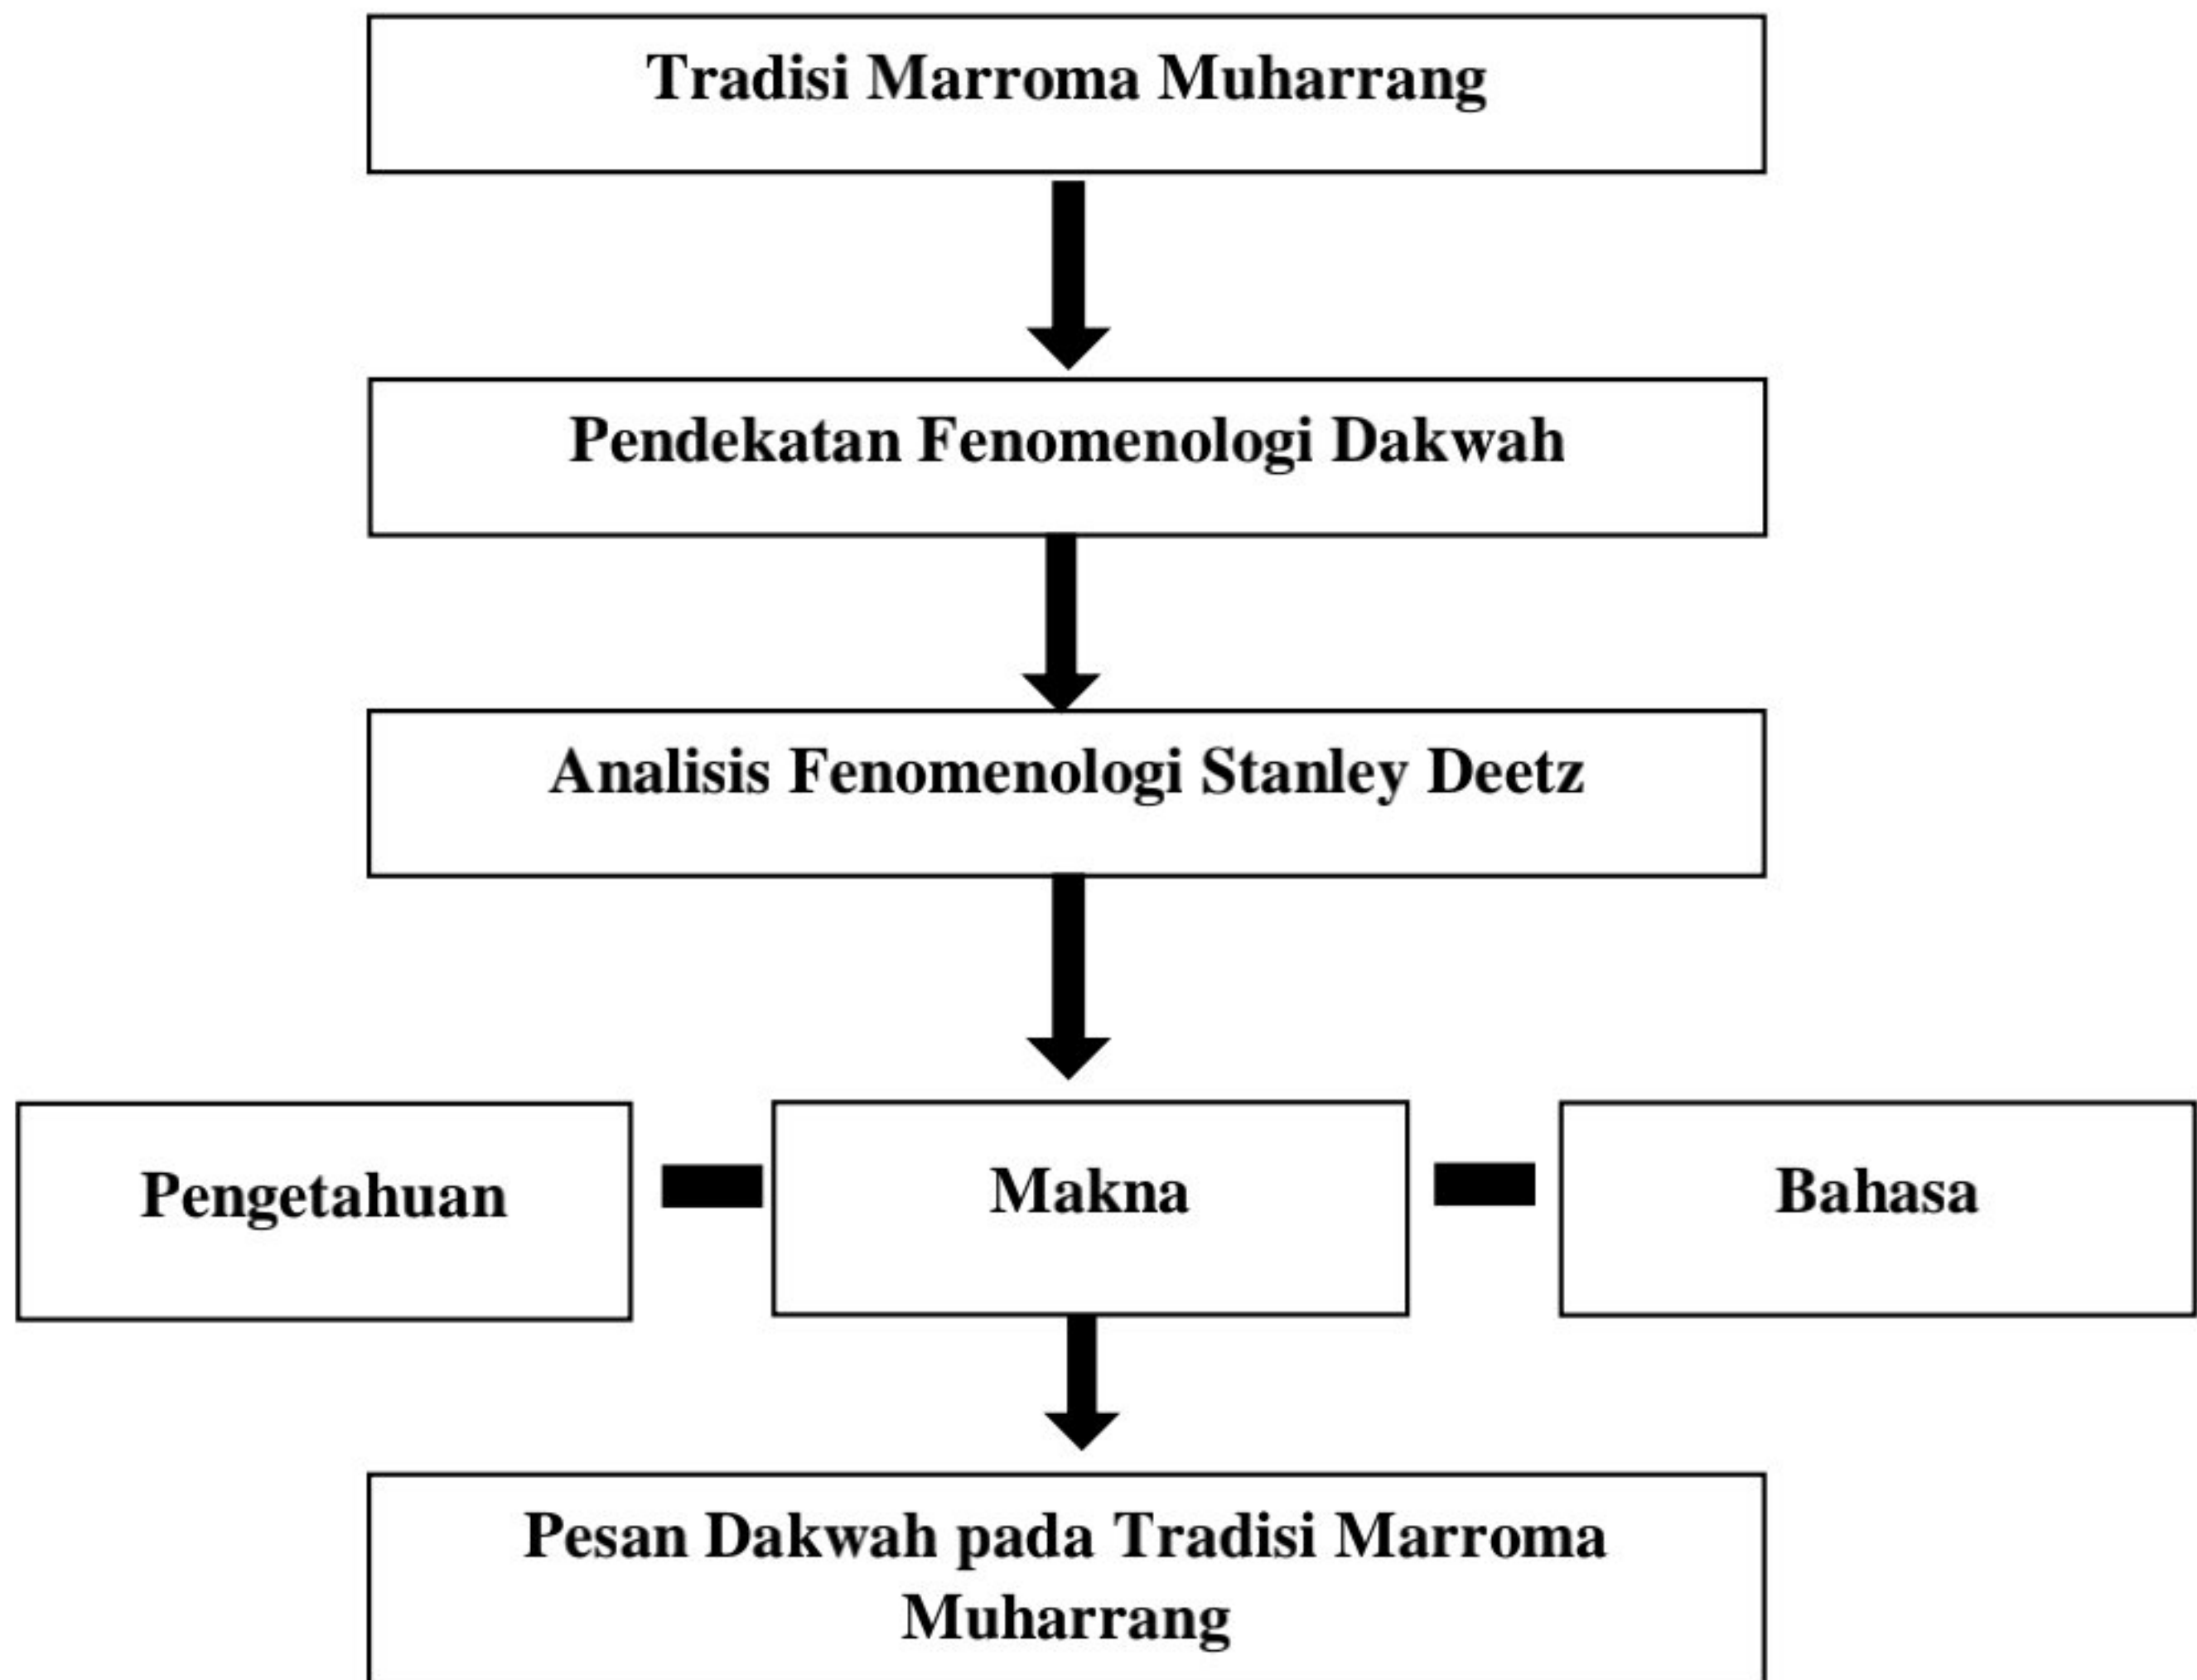 Tradisi Marroma Muharrang
Pendekatan Fenomenologi Dakwah
Analisis Fenomenologi Stanley Deetz
Pengetahuan
Makna
Bahasa
Pesan Dakwah pada Tradisi Marroma
Muharrang